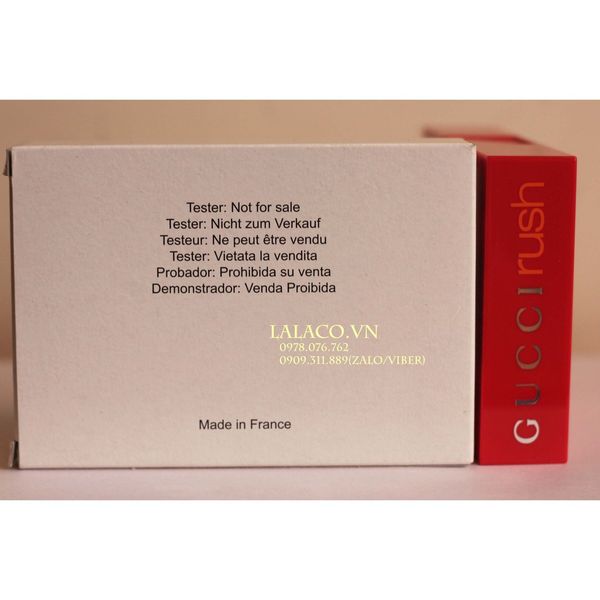 Tester: Not for sale
Tester: Nicht zum Verkauf
Testeur: Ne peut être vendu
Tester: Vietata la vendita
Probador: Prohibida su venta
Demonstrador: Venda Proibida
LALACO.VN
0978.076.762
0909.311.889(ZALO/VIBER)
Made in France
GUCCI rush